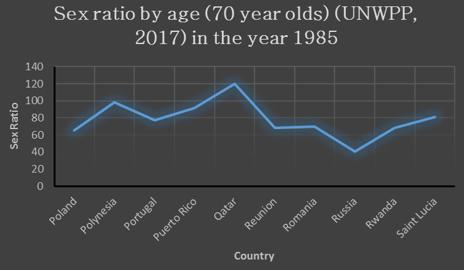 Sex ratio by age (70 year olds) (UNWPP,
2017) in the year 1985
140
120
100
80
60
40
20
0
Sex Ratio
Poland
Polynesia
Portugal
Puerto Rico
Qatar
Reunion
Romania
Russia
Rwanda
Saint Lucia
Country